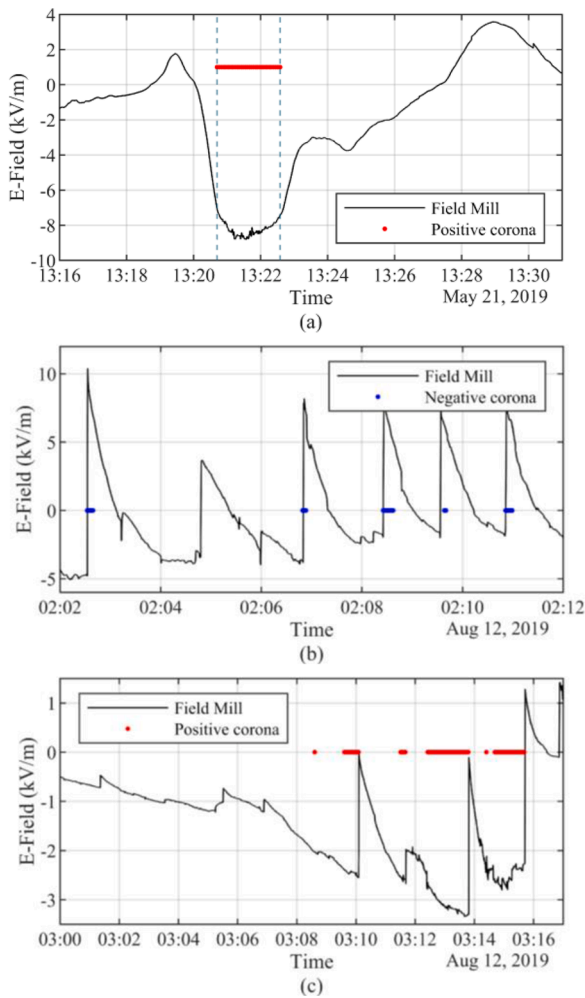 4
2
0
-2
-4
-6
-8
-10
E-Field (kV/m)
Field Mill
Positive corona
13:16 13:18 13:20 13:22 13:24 13:26 13:28 13:30
Time
May 21, 2019
(a)
10
5
0
-5
E-Field (kV/m)
Field Mill
Negative corona
02:02 02:04 02:06 02:08 02:10 02:12
Time
Aug 12, 2019
(b)
1
0
-1
-2
-3
E-Field (kV/m)
Field Mill
Positive corona
03:00 03:02 03:04 03:06 03:08 03:10 03:12 03:14 03:16
Time
Aug 12, 2019
(c)